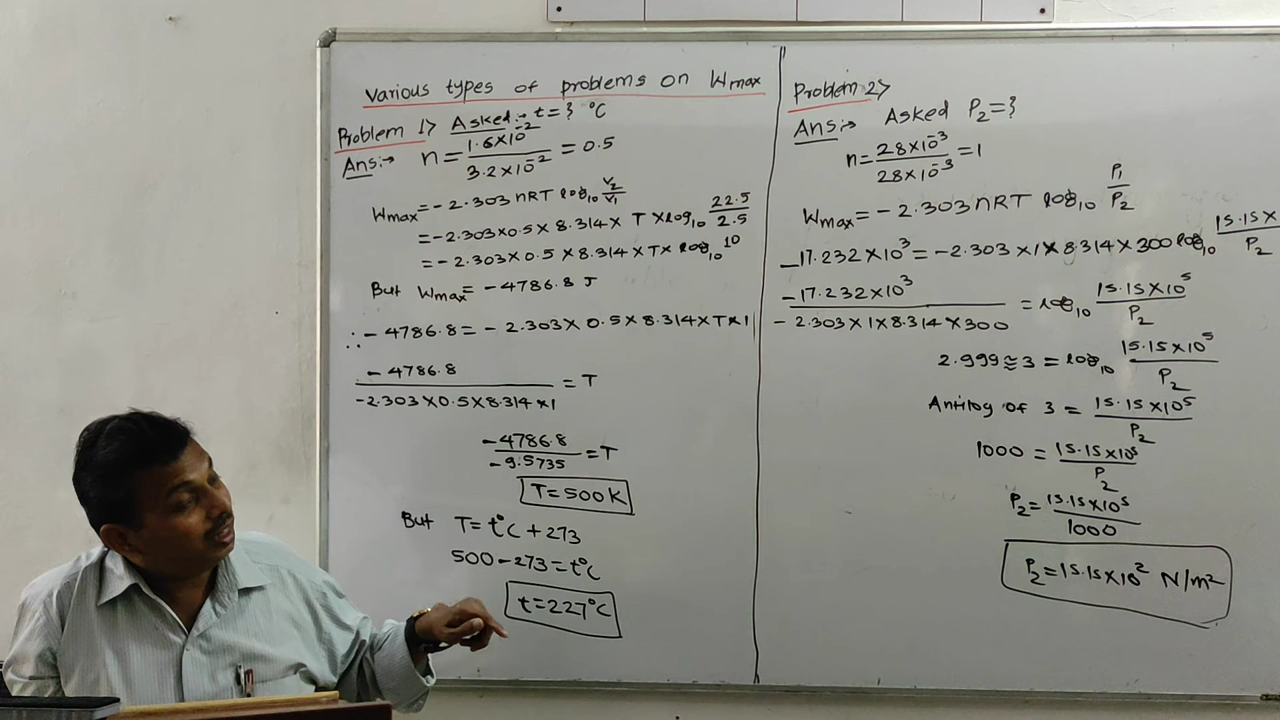 Various types of problems on Wmax
Problem 1> Asked:- t=? °C
Ans:→ n = 1.6×10⁻² / 3.2×10⁻² = 0.5
Wmax = - 2.303 nRT log₁₀ V₂/V₁
= -2.303×0.5×8.314× T ×log₁₀ 22.5/2.5
= -2.303×0.5×8.314×T× log₁₀ 10
But Wmax = -4786.8 J
∴ - 4786.8 = - 2.303× 0.5×8.314×T×1
- 4786.8 / -2.303×0.5×8.314×1 = T
-4786.8 / -9.5735 = T
T=500K
But T= t°C +273
500-273=t°C
t=227°C
Problem 2>
Ans:→ Asked P₂=?
n= 28×10⁻³ / 28×10⁻³ =1
Wmax = - 2.303nRT log₁₀ P₁/P₂
-17.232×10³ = -2.303 ×1×8.314×300 log₁₀ 15.15× / P₂
-17.232×10³ / - 2.303×1×8.314×300 = log₁₀ 15.15×10⁵ / P₂
2.999≅3 = log₁₀ 15.15×10⁵ / P₂
Antilog of 3 = 15.15×10⁵ / P₂
1000 = 15.15×10⁵ / P₂
P₂= 15.15×10⁵ / 1000
P₂=15.15×10² N/m²